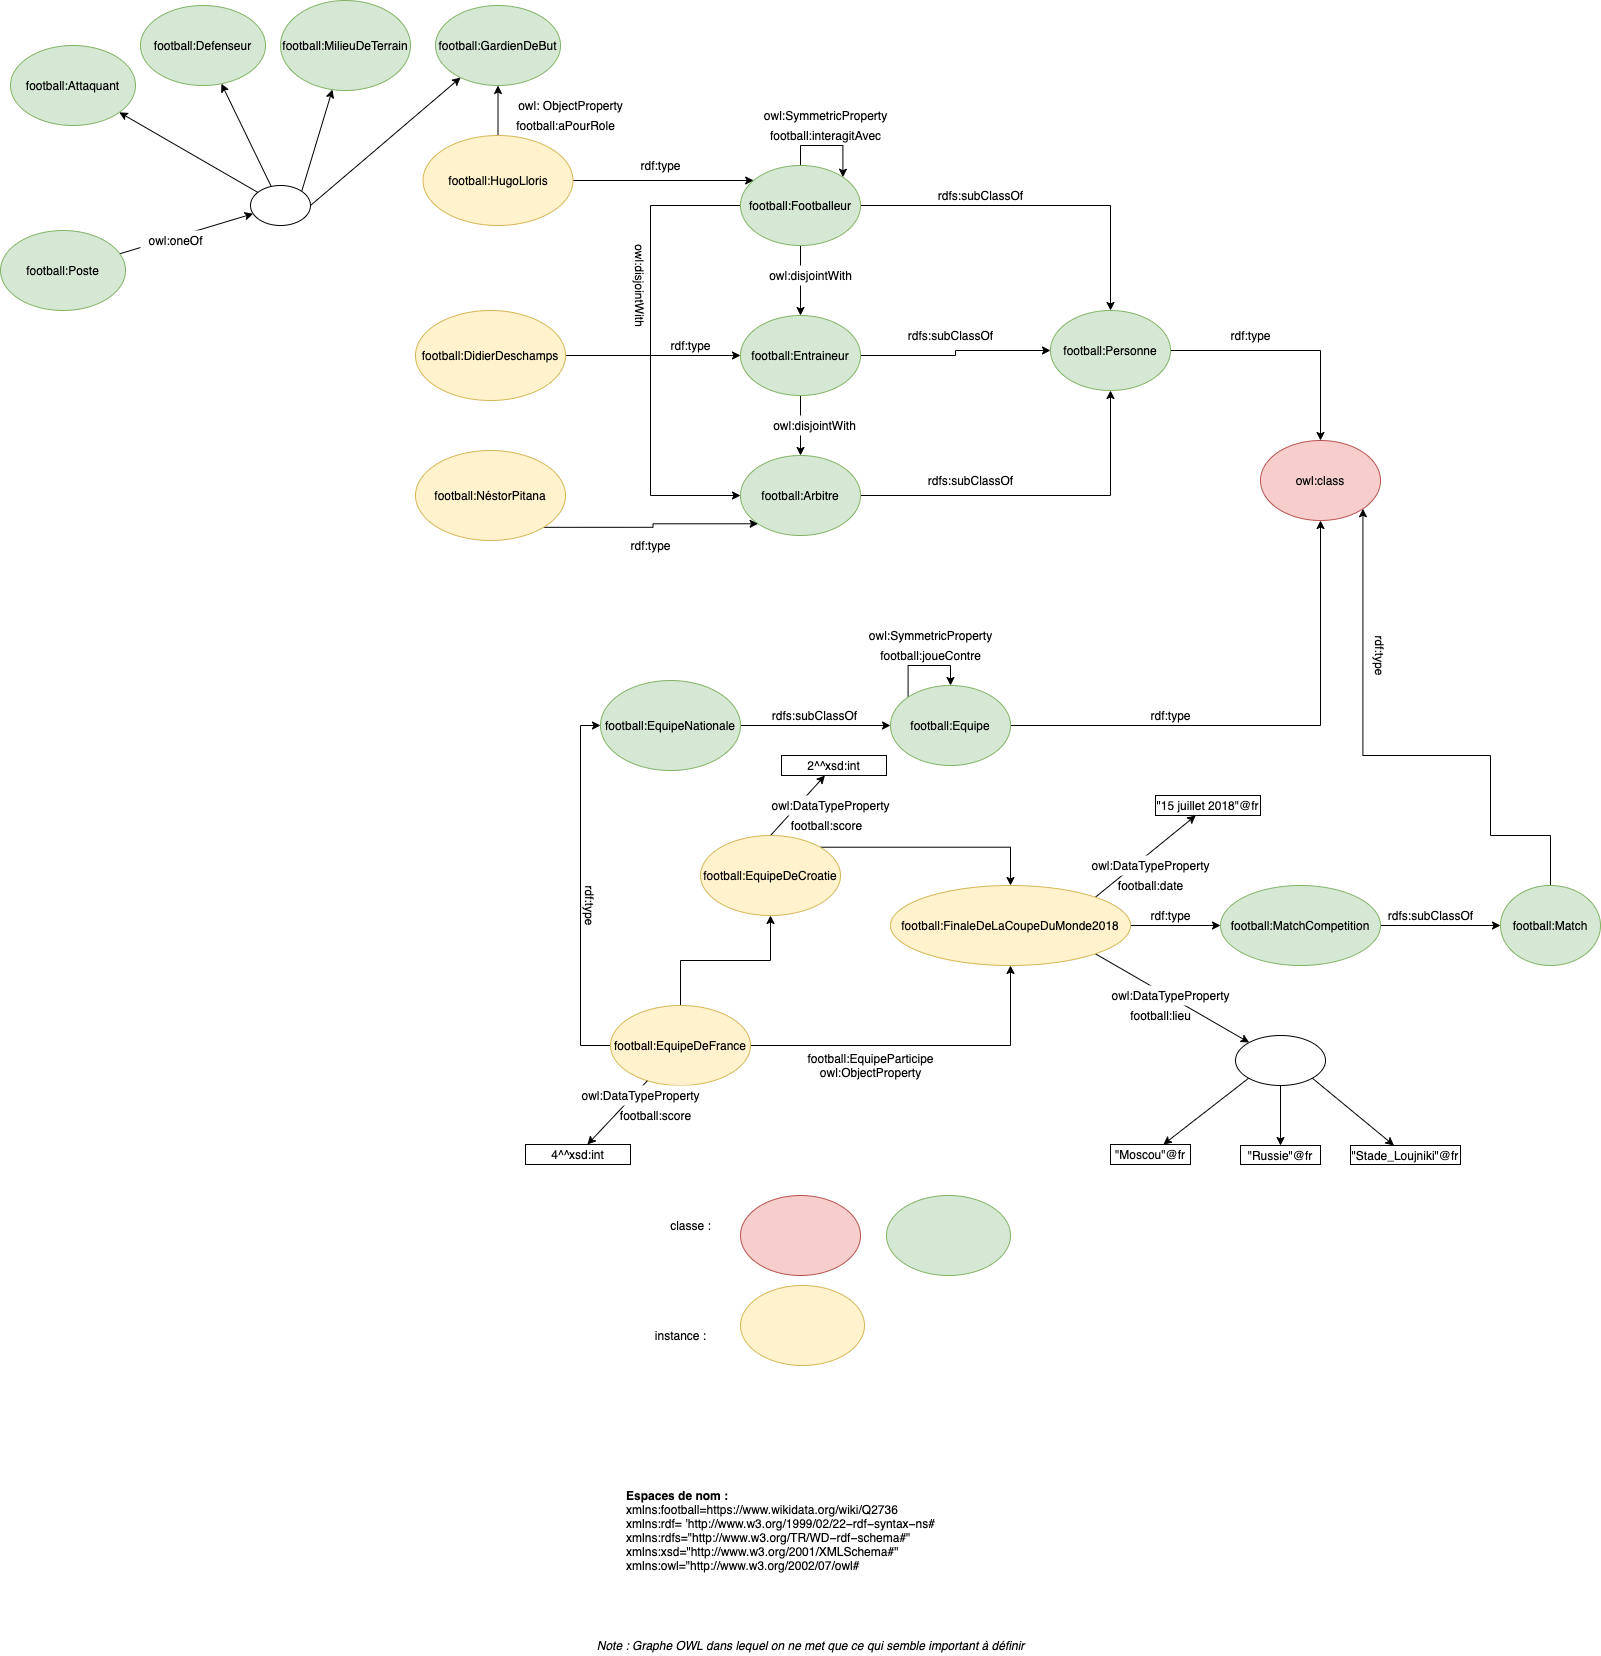 football:Defenseur
football:MilieuDeTerrain
football:GardienDeBut
football:Attaquant
owl: ObjectProperty
football:aPourRole
owl:SymmetricProperty
football:interagitAvec
rdf:type
football:HugoLloris
football:Footballeur
rdfs:subClassOf
owl:oneOf
football:Poste
owl:disjointWith
owl:disjointWith
football:DidierDeschamps
rdf:type
football:Entraineur
rdfs:subClassOf
football:Personne
rdf:type
owl:disjointWith
football:NéstorPitana
football:Arbitre
rdfs:subClassOf
owl:class
rdf:type
owl:SymmetricProperty
football:joueContre
rdf:type
football:EquipeNationale
rdfs:subClassOf
football:Equipe
rdf:type
2^^xsd:int
owl:DataTypeProperty
football:score
"15 juillet 2018"@fr
owl:DataTypeProperty
football:date
football:EquipeDeCroatie
rdf:type
football:FinaleDeLaCoupeDuMonde2018
rdf:type
football:MatchCompetition
rdfs:subClassOf
football:Match
owl:DataTypeProperty
football:lieu
football:EquipeDeFrance
football:EquipeParticipe
owl:ObjectProperty
owl:DataTypeProperty
football:score
4^^xsd:int
"Moscou"@fr
"Russie"@fr
"Stade_Loujniki"@fr
classe :
instance :
Espaces de nom :
xmlns:football=https://www.wikidata.org/wiki/Q2736
xmlns:rdf= 'http://www.w3.org/1999/02/22-rdf-syntax-ns#
xmlns:rdfs="http://www.w3.org/TR/WD-rdf-schema#"
xmlns:xsd="http://www.w3.org/2001/XMLSchema#"
xmlns:owl="http://www.w3.org/2002/07/owl#
Note : Graphe OWL dans lequel on ne met que ce qui semble important à définir